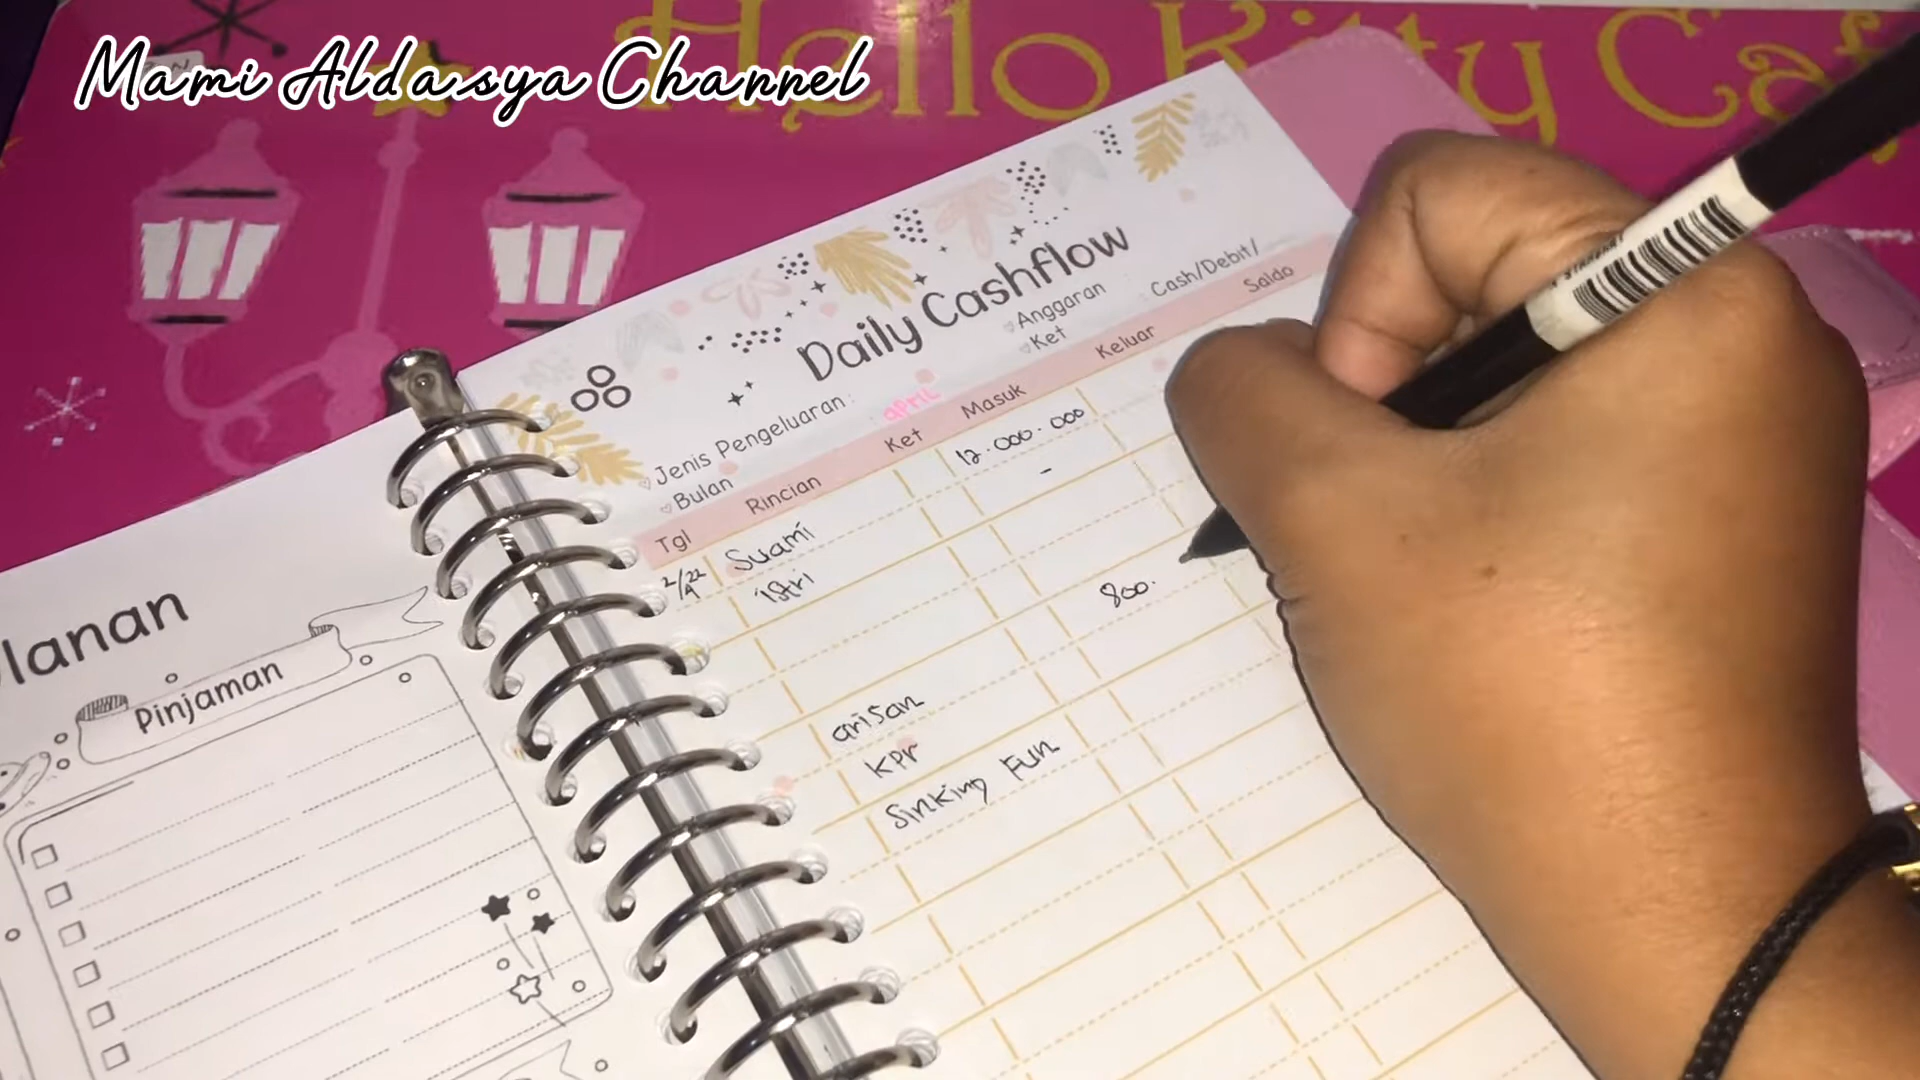 Mami Aldasya Channel
Hello Kitty Caf
Daily Cashflow
Jenis Pengeluaran :
april
Anggaran
: Cash/Debit/
Bulan
Ket
Tgl Rincian Ket Masuk Keluar Saldo
2/22 Suami 12.000.000
istri -
arisan 800.
KPr
Sinking Fun
lanan
Pinjaman